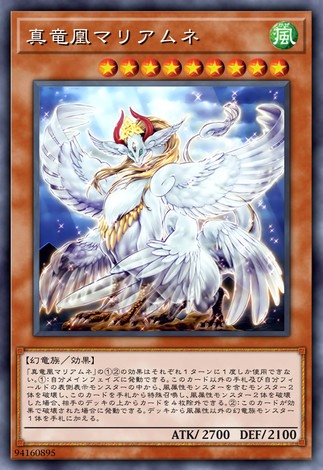 真竜凰マリアムネ
風
【幻竜族／効果】
「真竜凰マリアムネ」の①②の効果はそれぞれ１ターンに１度しか使用できな
い。①：自分メインフェイズに発動できる。このカード以外の手札及び自分フィ
ールドの表側表示モンスターの中から、風属性モンスターを含むモンスター２
体を破壊し、このカードを手札から特殊召喚し、風属性モンスター２体を破壊
した場合、相手のデッキの上からカードを４枚除外できる。②：このカードが効
果で破壊された場合に発動できる。デッキから風属性以外の幻竜族モンスター
１体を手札に加える。
ATK/ 2700 DEF/2100
94160895